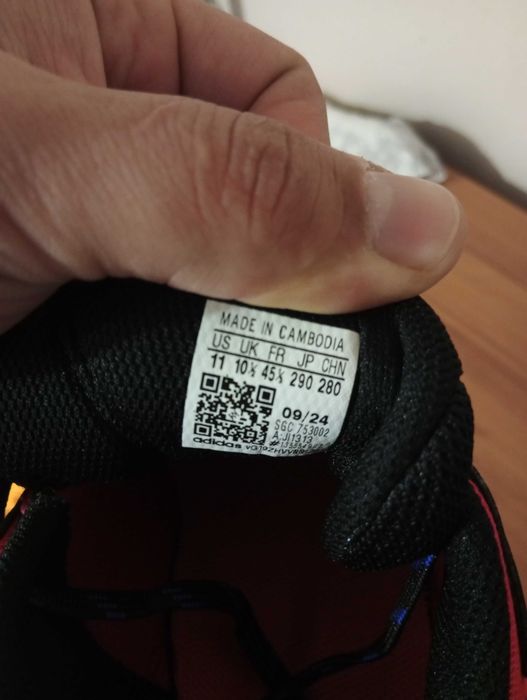 MADE IN CAMBODIA
US UK FR JP CHN
11 10½ 45⅓ 290 280
09/24
SGC 753002
A:JI1313
adidas